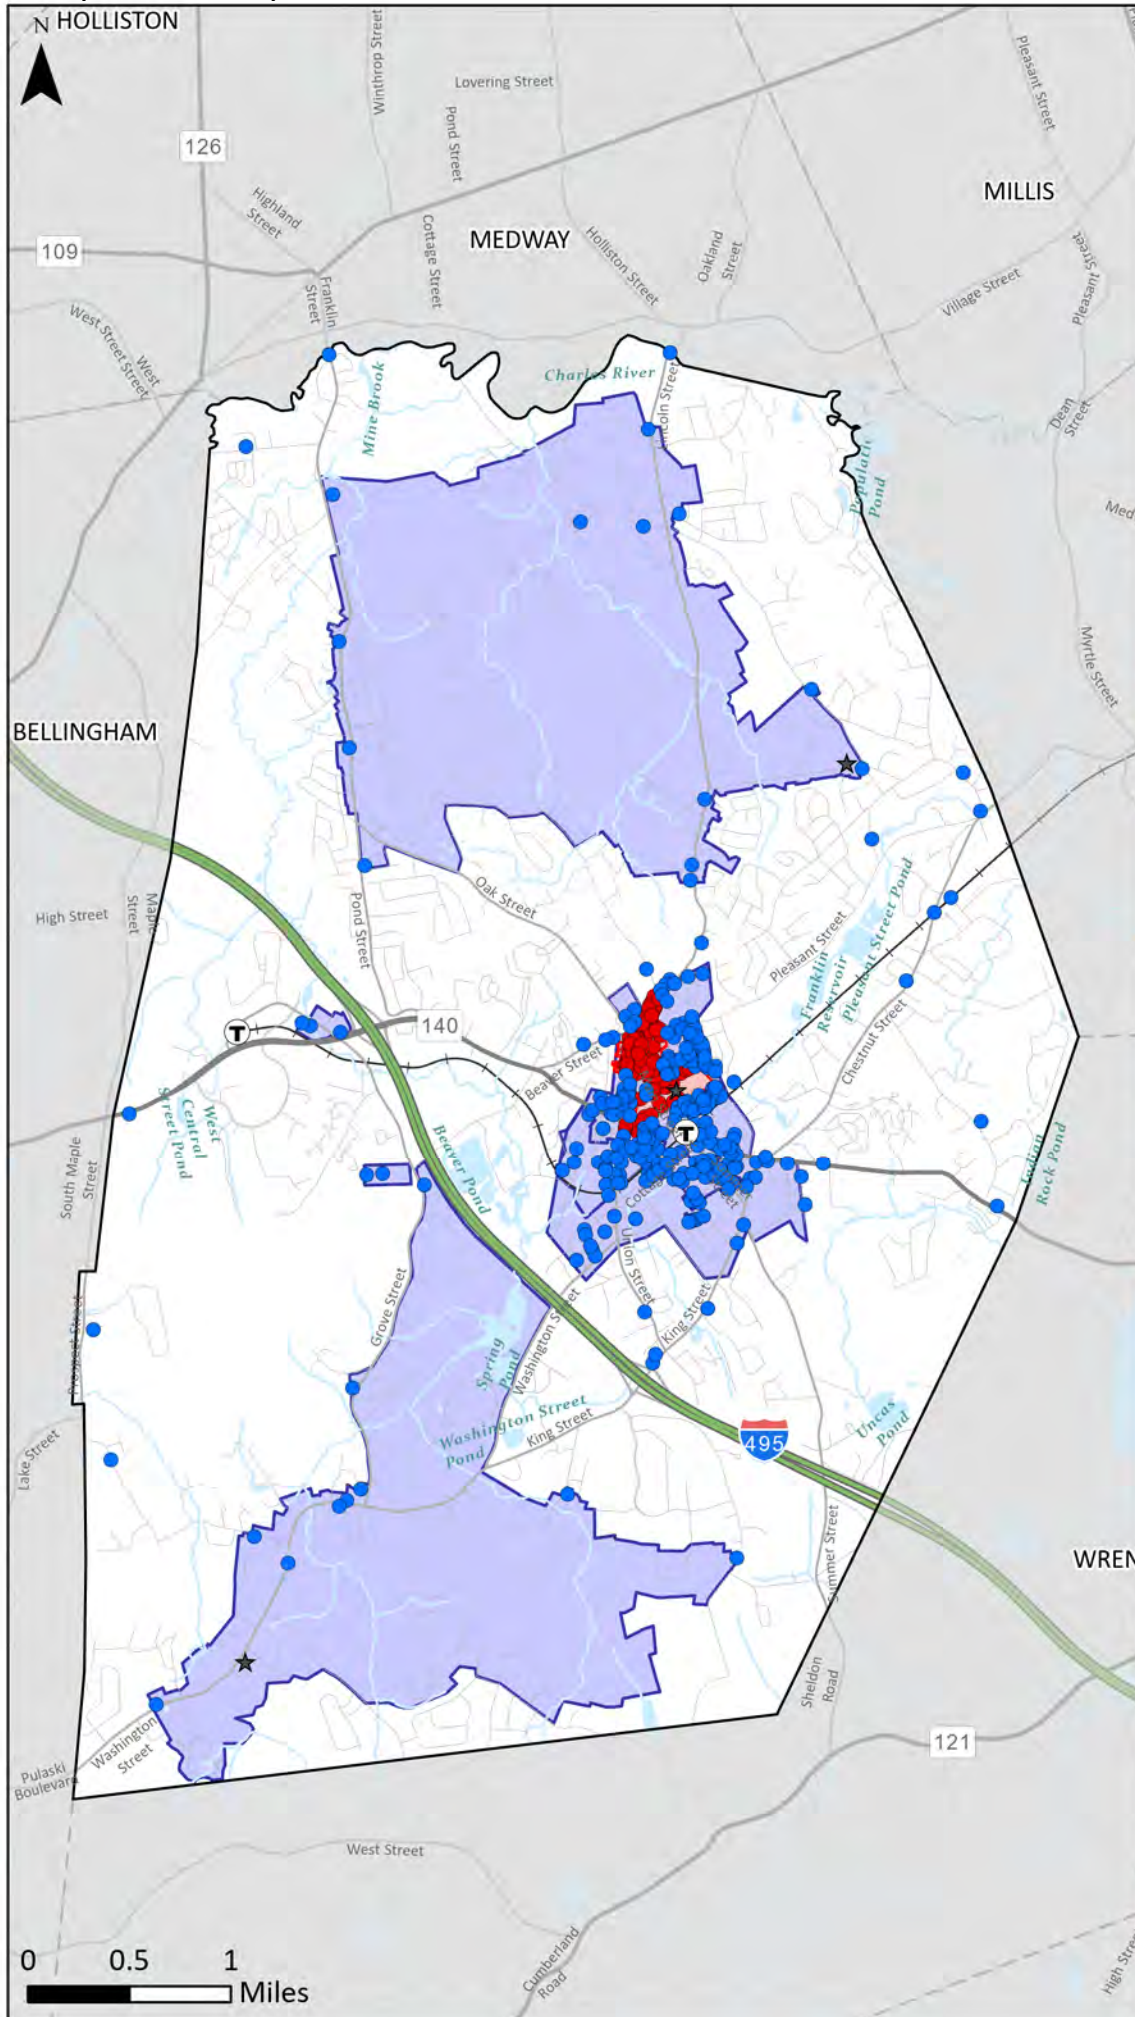 N
HOLLISTON
Winthrop Street
Lovering Street
Pond Street
Pleasant Street
126
Highland
Street
MILLIS
109
Cottage Street
MEDWAY
Holliston Street
Oakland
Street
Pleasant Street
Franklin
Street
Village Street
West Street Street
West
Charles River
Mine Brook
Lincoln Street
Dean
Street
Populatic
Pond
Med
Myrtle Street
BELLINGHAM
High Street
Maple
Street
Oak Street
Pond Street
Pleasant Street
Franklin
Reservoir
Pleasant Street Pond
140
Beaver Street
Chestnut Street
T
West
Central
Street Pond
Beaver Pond
T
South Maple
Street
Indian
Rock Pond
Cottage
Union Street
Grove Street
King Street
Prospect Street
Spring
Pond
Washington Street
Washington Street
Pond
King Street
Uncas
Pond
495
Lake Street
Summer Street
WREN
Sheldon
Road
Washington
Street
121
Pulaski
Boulevard
West Street
Cumberland
Road
High Street
0 0.5 1
Miles